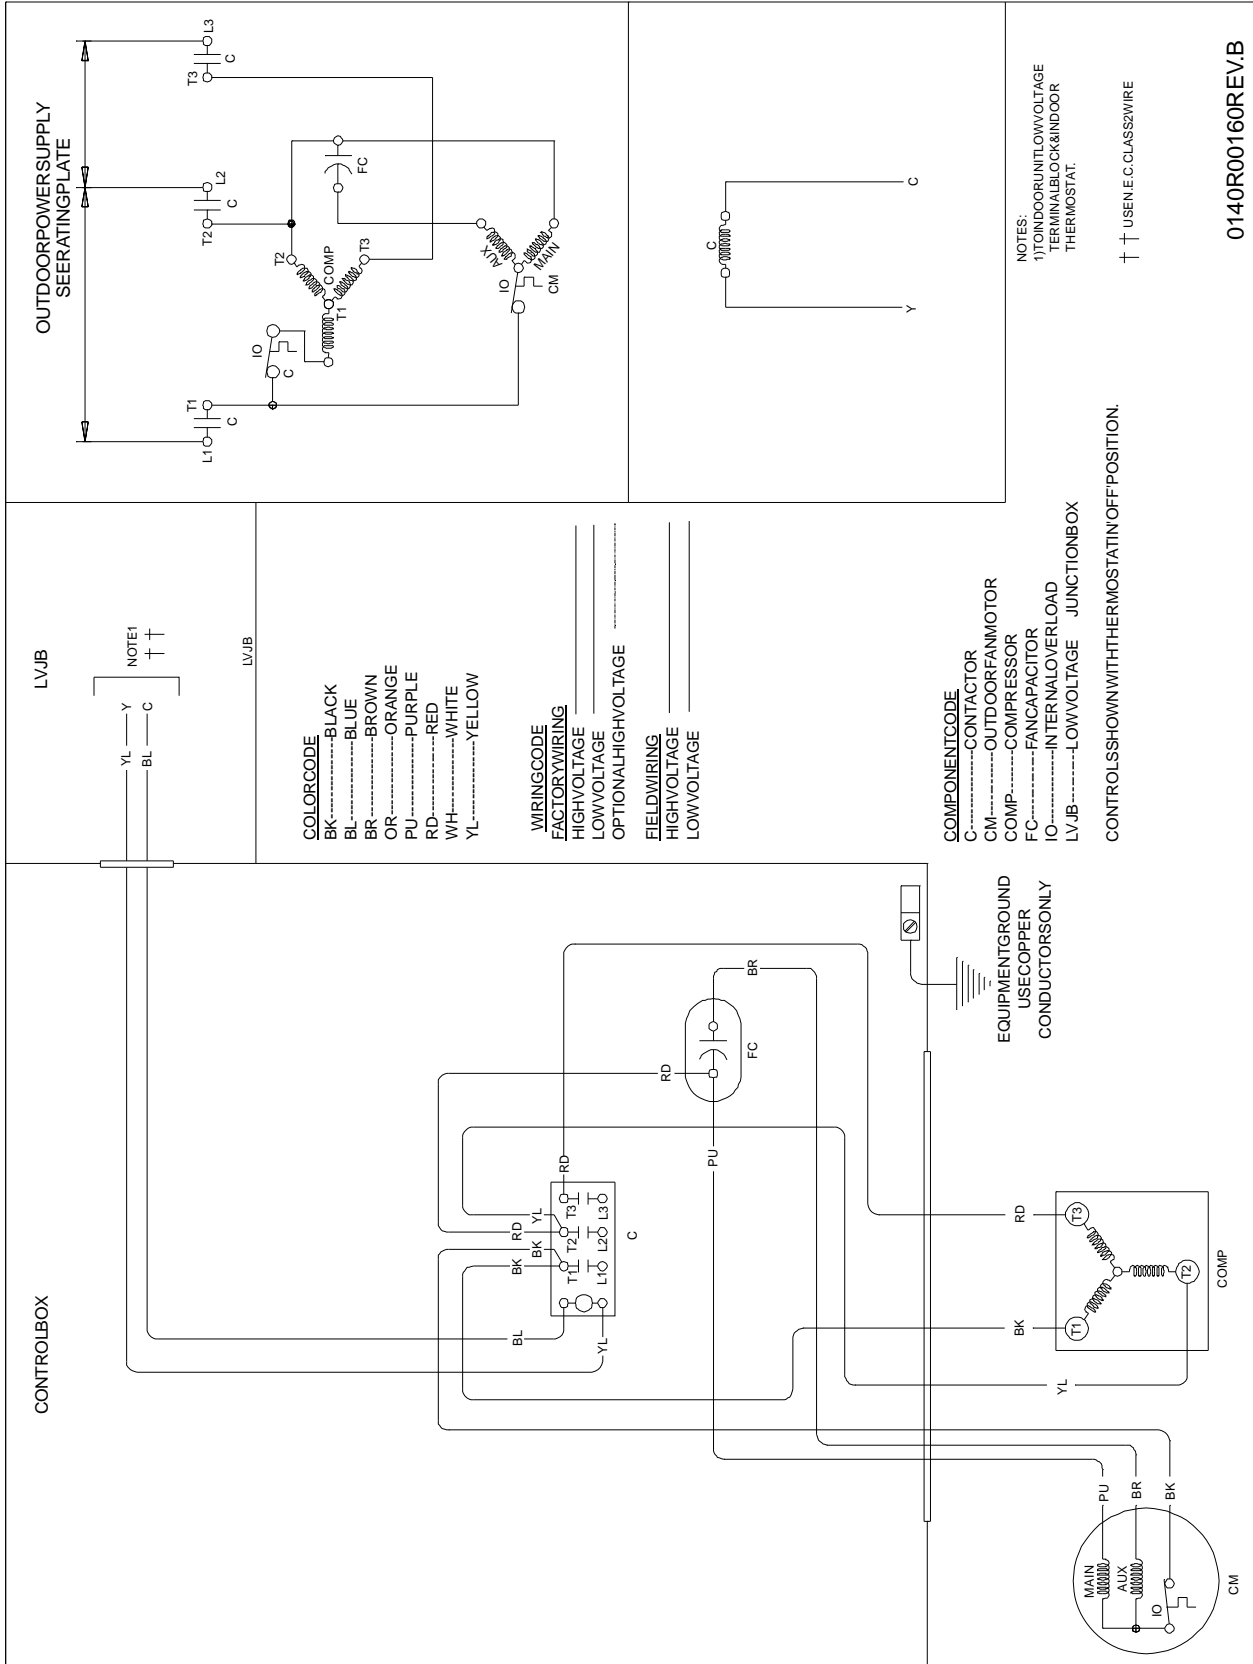 CONTROLBOX
YL
Y
BL
C
NOTE1
††
LVJB
LVJB
BL
YL
BK
BK
RD
YL
RD
T1
T2
T3
L1
L2
L3
C
RD
PU
BR
FC
EQUIPMENTGROUND
USECOPPER
CONDUCTORSONLY
BK
RD
YL
T1
T2
T3
COMP
PU
BR
BK
MAIN
AUX
IO
CM
COLORCODE
BK----------BLACK
BL----------BLUE
BR----------BROWN
OR----------ORANGE
PU----------PURPLE
RD----------RED
WH---------WHITE
YL----------YELLOW
WIRINGCODE
FACTORYWIRING
HIGHVOLTAGE
LOWVOLTAGE
OPTIONALHIGHVOLTAGE
FIELDWIRING
HIGHVOLTAGE
LOWVOLTAGE
COMPONENTCODE
C-------------CONTACTOR
CM----------OUTDOORFANMOTOR
COMP------COMPRESSOR
FC-----------FANCAPACITOR
IO------------INTERNALOVERLOAD
LVJB--------LOWVOLTAGE JUNCTIONBOX
CONTROLSSHOWNWITHTHERMOSTATIN'OFF'POSITION.
OUTDOORPOWERSUPPLY
SEERATINGPLATE
L1
T1
C
T2
L2
C
T3
L3
C
IO
C
T2
COMP
T1
T3
FC
AUX
MAIN
IO
CM
C
Y
C
NOTES:
1)TOINDOORUNITLOWVOLTAGE
TERMINALBLOCK&INDOOR
THERMOSTAT.
†† USEN.E.C.CLASS2WIRE
0140R00160REV.B